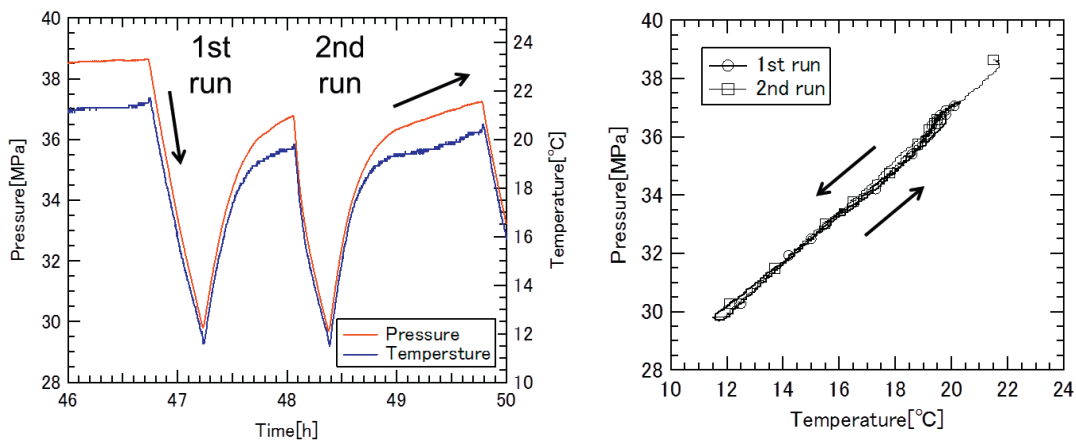 40
38
36
34
32
30
28
Pressure[MPa]
46
47
48
49
50
Time[h]
24
22
20
18
16
14
12
10
Temperature[°C]
1st
run
2nd
run
Pressure
Tempersture
40
38
36
34
32
30
28
Pressure[MPa]
10
12
14
16
18
20
22
24
Temperature[°C]
1st run
2nd run